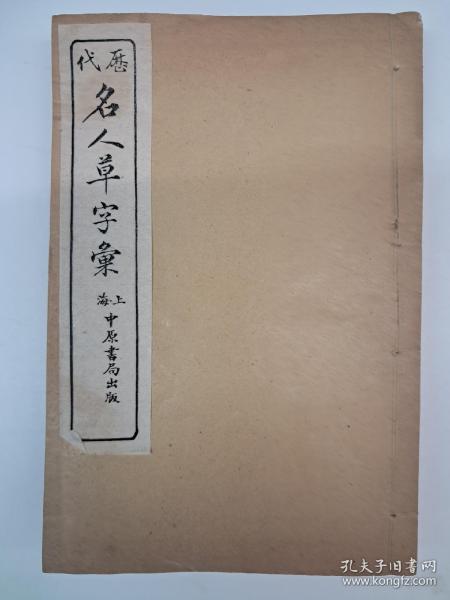 歷代
名人草字彙
上海
中原書局出版
孔夫子旧书网
www.kongfz.com